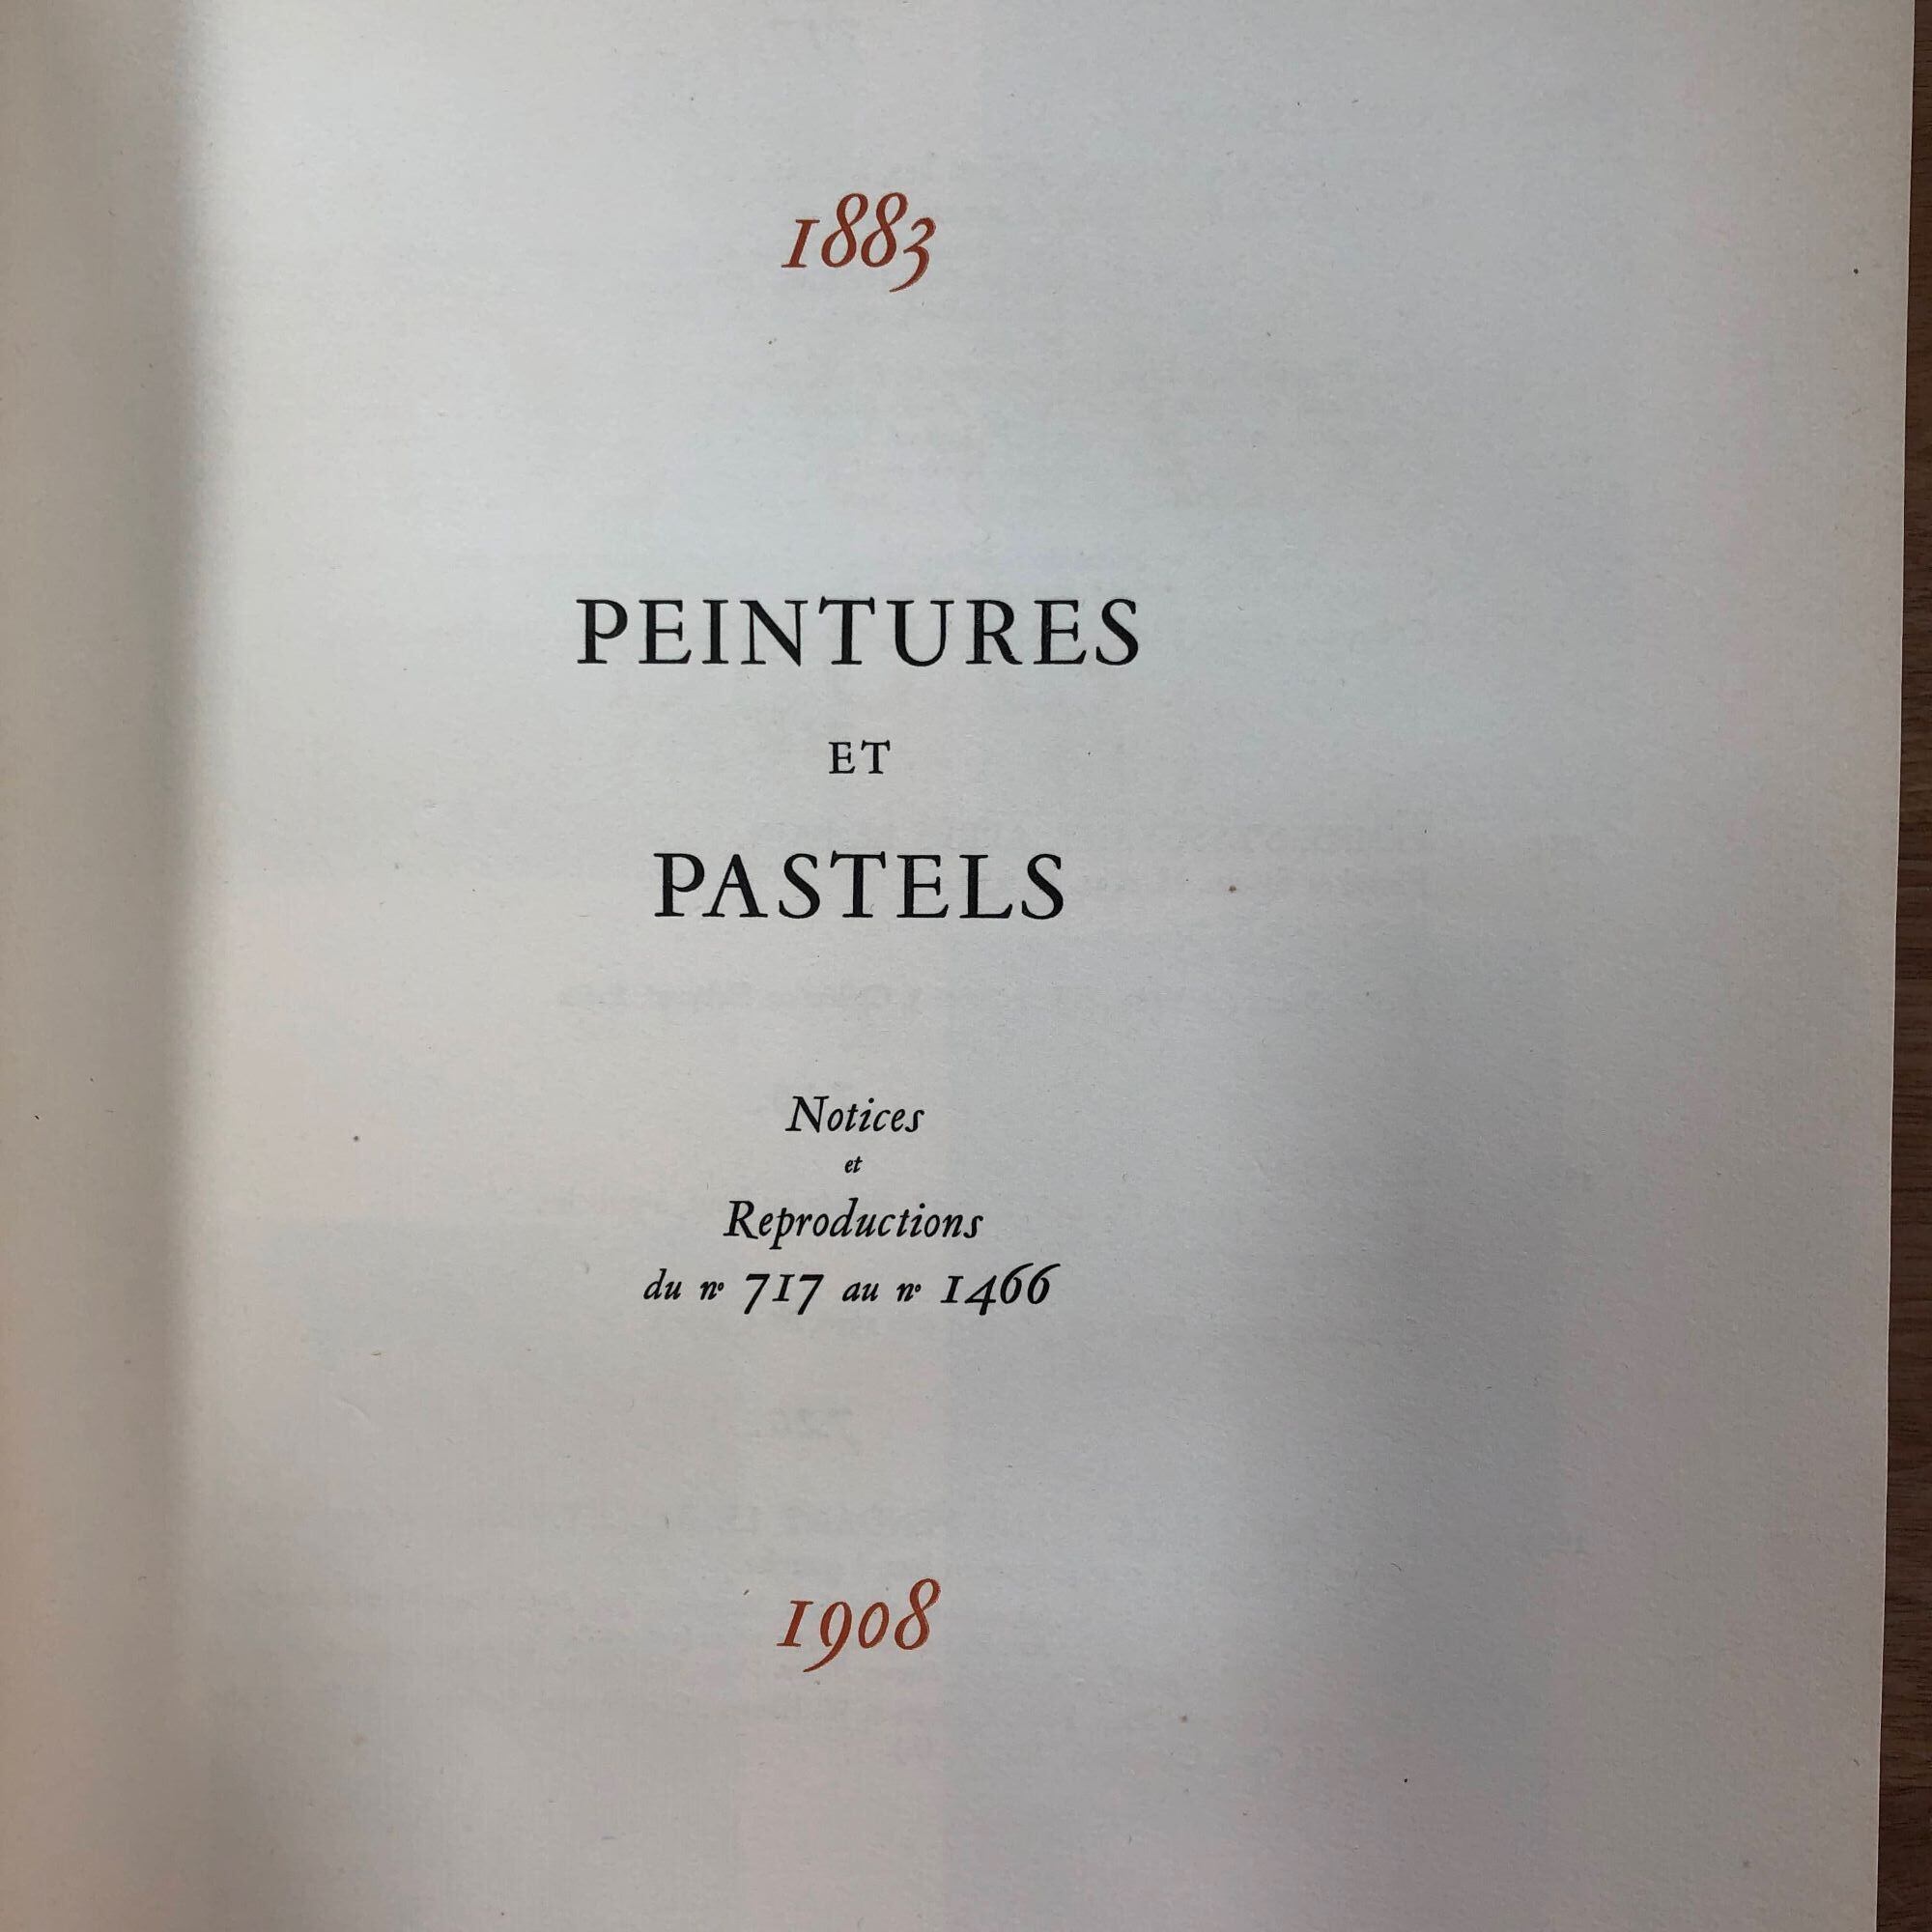 1883
PEINTURES
ET
PASTELS
Notices
et
Reproductions
du nº 717 au nº 1466
1908